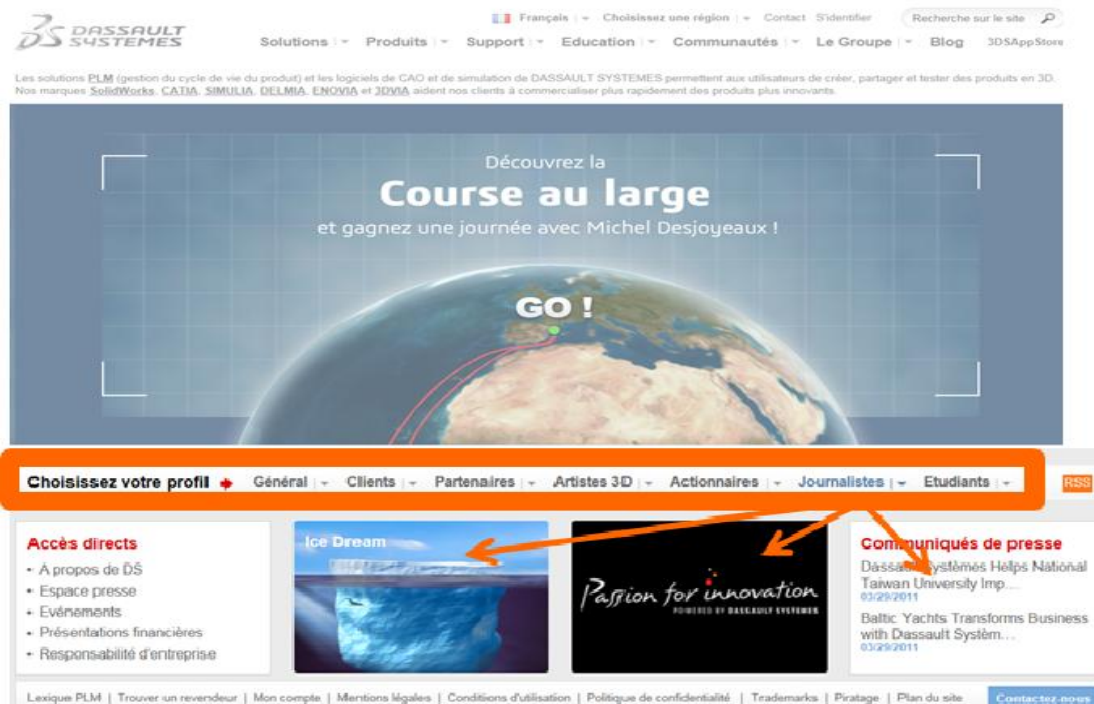 DASSAULT
SYSTEMES
Français Choisissez une région Contact S'identifier Recherche sur le site
Solutions Produits Support Education Communautés Le Groupe Blog 3DSAppStore
Les solutions PLM (gestion du cycle de vie du produit) et les logiciels de CAO et de simulation de DASSAULT SYSTEMES permettent aux utilisateurs de créer, partager et tester des produits en 3D.
Nos marques SolidWorks, CATIA, SIMULIA, DELMIA, ENOVIA et 3DVIA aident nos clients à commercialiser plus rapidement des produits plus innovants.
Découvrez la
Course au large
et gagnez une journée avec Michel Desjoyeaux !
GO !
Choisissez votre profil Général Clients Partenaires Artistes 3D Actionnaires Journalistes Etudiants RSS
Accès directs
• A propos de DS
• Espace presse
• Evénements
• Présentations financières
• Responsabilité d'entreprise
Ice Dream
Passion for innovation
POWERED BY DASSAULT SYSTEMES
Communiqués de presse
Dassault Systèmes Helps National
Taiwan University Imp...
03/29/2011
Baltic Yachts Transforms Business
with Dassault Systèm...
03/29/2011
Lexique PLM | Trouver un revendeur | Mon compte | Mentions légales | Conditions d'utilisation | Politique de confidentialité | Trademarks | Piratage | Plan du site Contactez-nous